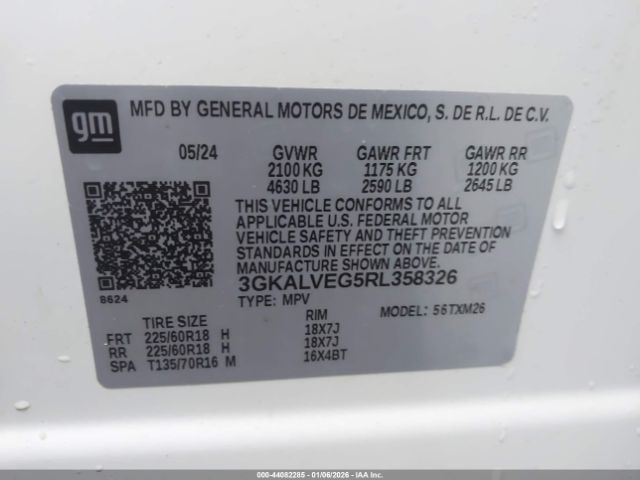 gm
MFD BY GENERAL MOTORS DE MEXICO, S. DE R.L. DE C.V.
05/24 GVWR GAWR FRT GAWR RR
2100 KG 1175 KG 1200 KG
4630 LB 2590 LB 2645 LB
THIS VEHICLE CONFORMS TO ALL
APPLICABLE U.S. FEDERAL MOTOR
VEHICLE SAFETY AND THEFT PREVENTION
STANDARDS IN EFFECT ON THE DATE
OF MANUFACTURE SHOWN ABOVE.
3GKALVEG5RL358326
8624
TYPE: MPV MODEL: 56TXM26
TIRE SIZE RIM
FRT 225/60R18 H 18X7J
RR 225/60R18 H 18X7J
SPA T135/70R16 M 16X4BT
000-44082285 - 01/06/2026 - IAAI.COM